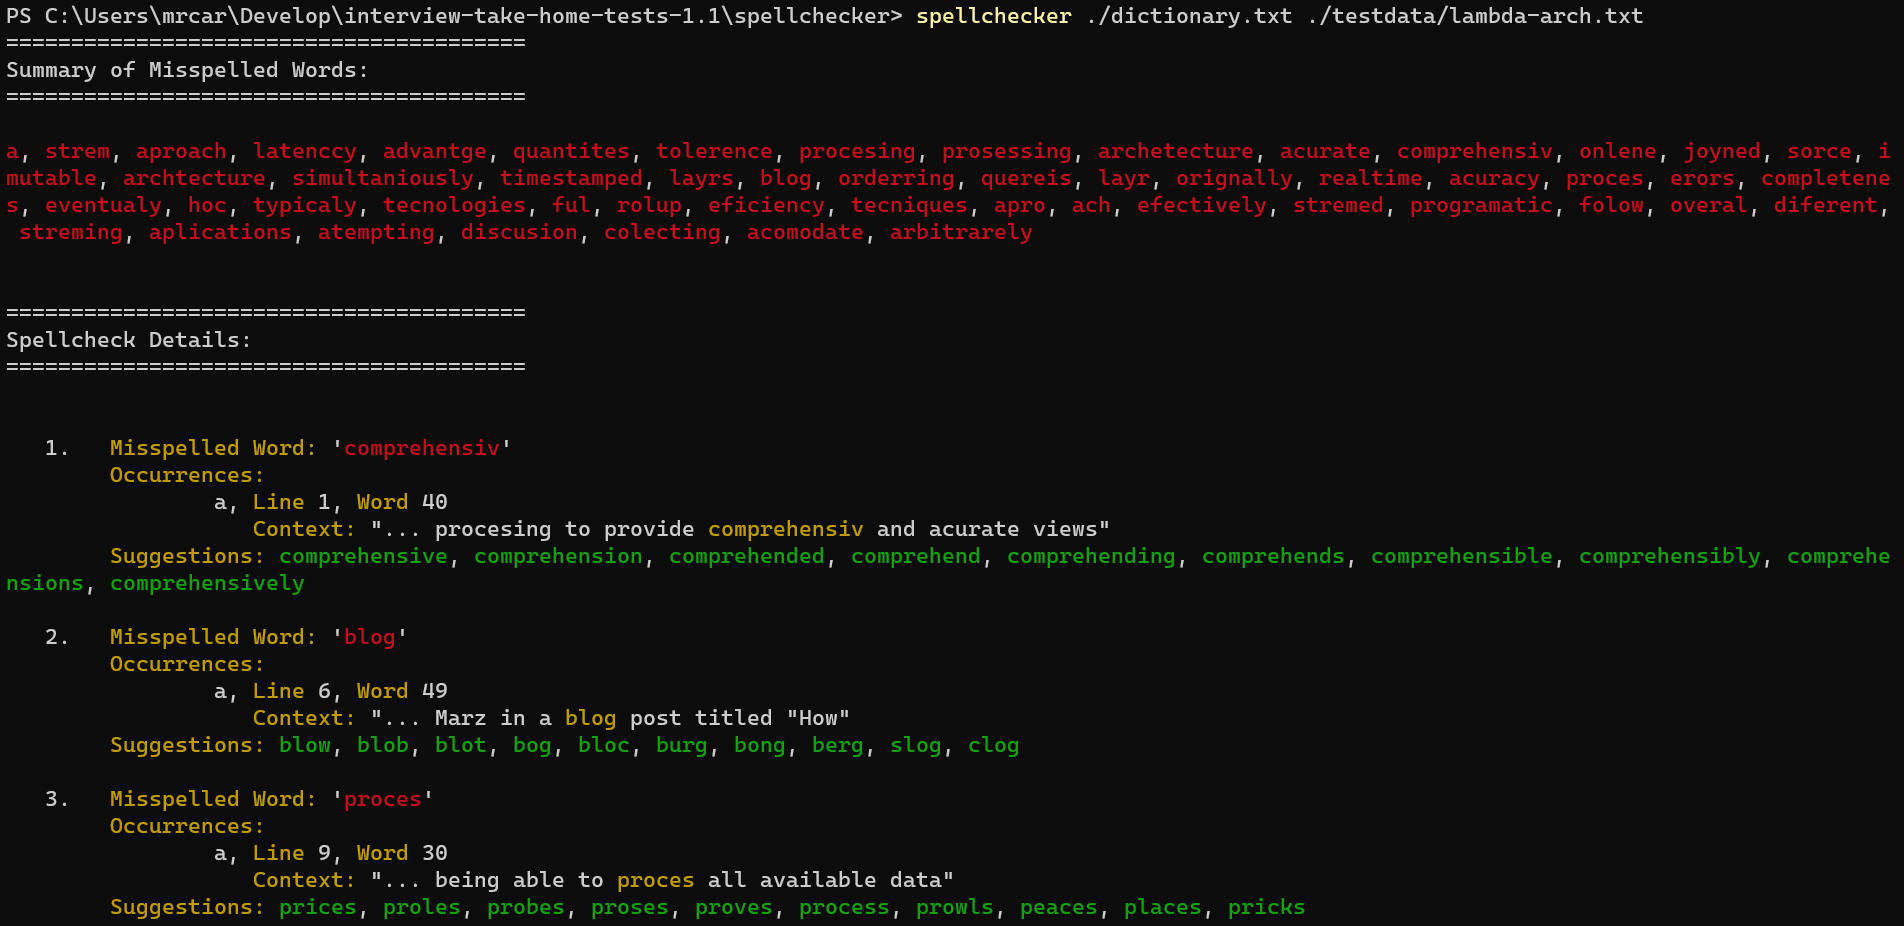 PS C:\Users\mrcar\Develop\interview-take-home-tests-1.1\spellchecker> spellchecker ./dictionary.txt ./testdata/lambda-arch.txt
========================================
Summary of Misspelled Words:
========================================
a, strem, aproach, latenccy, advantge, quantites, tolerence, procesing, prosessing, archetecture, acurate, comprehensiv, onlene, joyned, sorce, i
mutable, archtecture, simultaniously, timestamped, layrs, blog, orderring, quereis, layr, orignally, realtime, acuracy, proces, erors, completene
s, eventualy, hoc, typicaly, tecnologies, ful, rolup, eficiency, tecniques, apro, ach, efectively, stremed, programatic, folow, overal, diferent,
streming, aplications, atempting, discusion, colecting, acomodate, arbitrarely
========================================
Spellcheck Details:
========================================
1. Misspelled Word: 'comprehensiv'
Occurrences:
a, Line 1, Word 40
Context: "... procesing to provide comprehensiv and acurate views"
Suggestions: comprehensive, comprehension, comprehended, comprehend, comprehending, comprehends, comprehensible, comprehensibly, comprehe
nsions, comprehensively
2. Misspelled Word: 'blog'
Occurrences:
a, Line 6, Word 49
Context: "... Marz in a blog post titled "How"
Suggestions: blow, blob, blot, bog, bloc, burg, bong, berg, slog, clog
3. Misspelled Word: 'proces'
Occurrences:
a, Line 9, Word 30
Context: "... being able to proces all available data"
Suggestions: prices, proles, probes, proses, proves, process, prowls, peaces, places, pricks